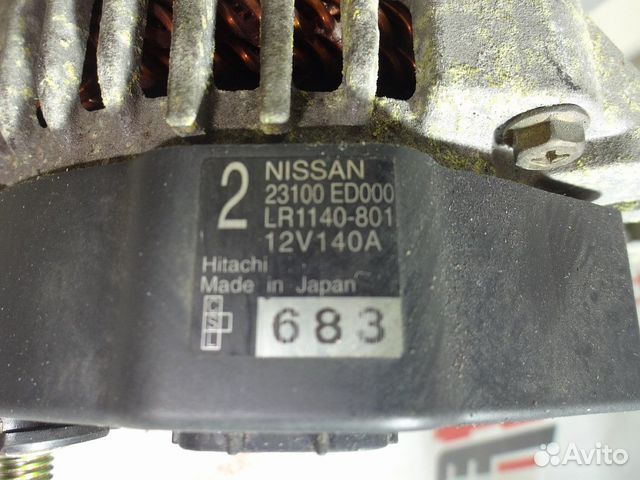 2 NISSAN
23100 ED000
LR1140-801
12V140A
Hitachi
Made in Japan
683
Avito